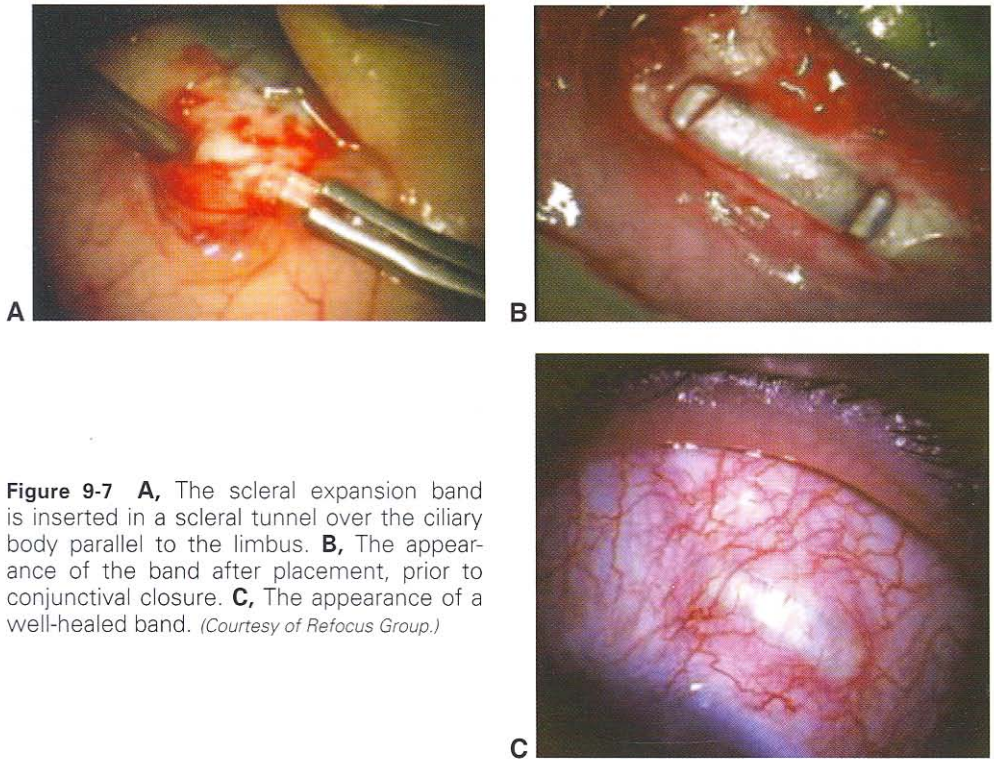 A
B
Figure 9-7 A, The scleral expansion band
is inserted in a scleral tunnel over the ciliary
body parallel to the limbus. B, The appear-
ance of the band after placement, prior to
conjunctival closure. C, The appearance of a
well-healed band. (Courtesy of Refocus Group.)
C